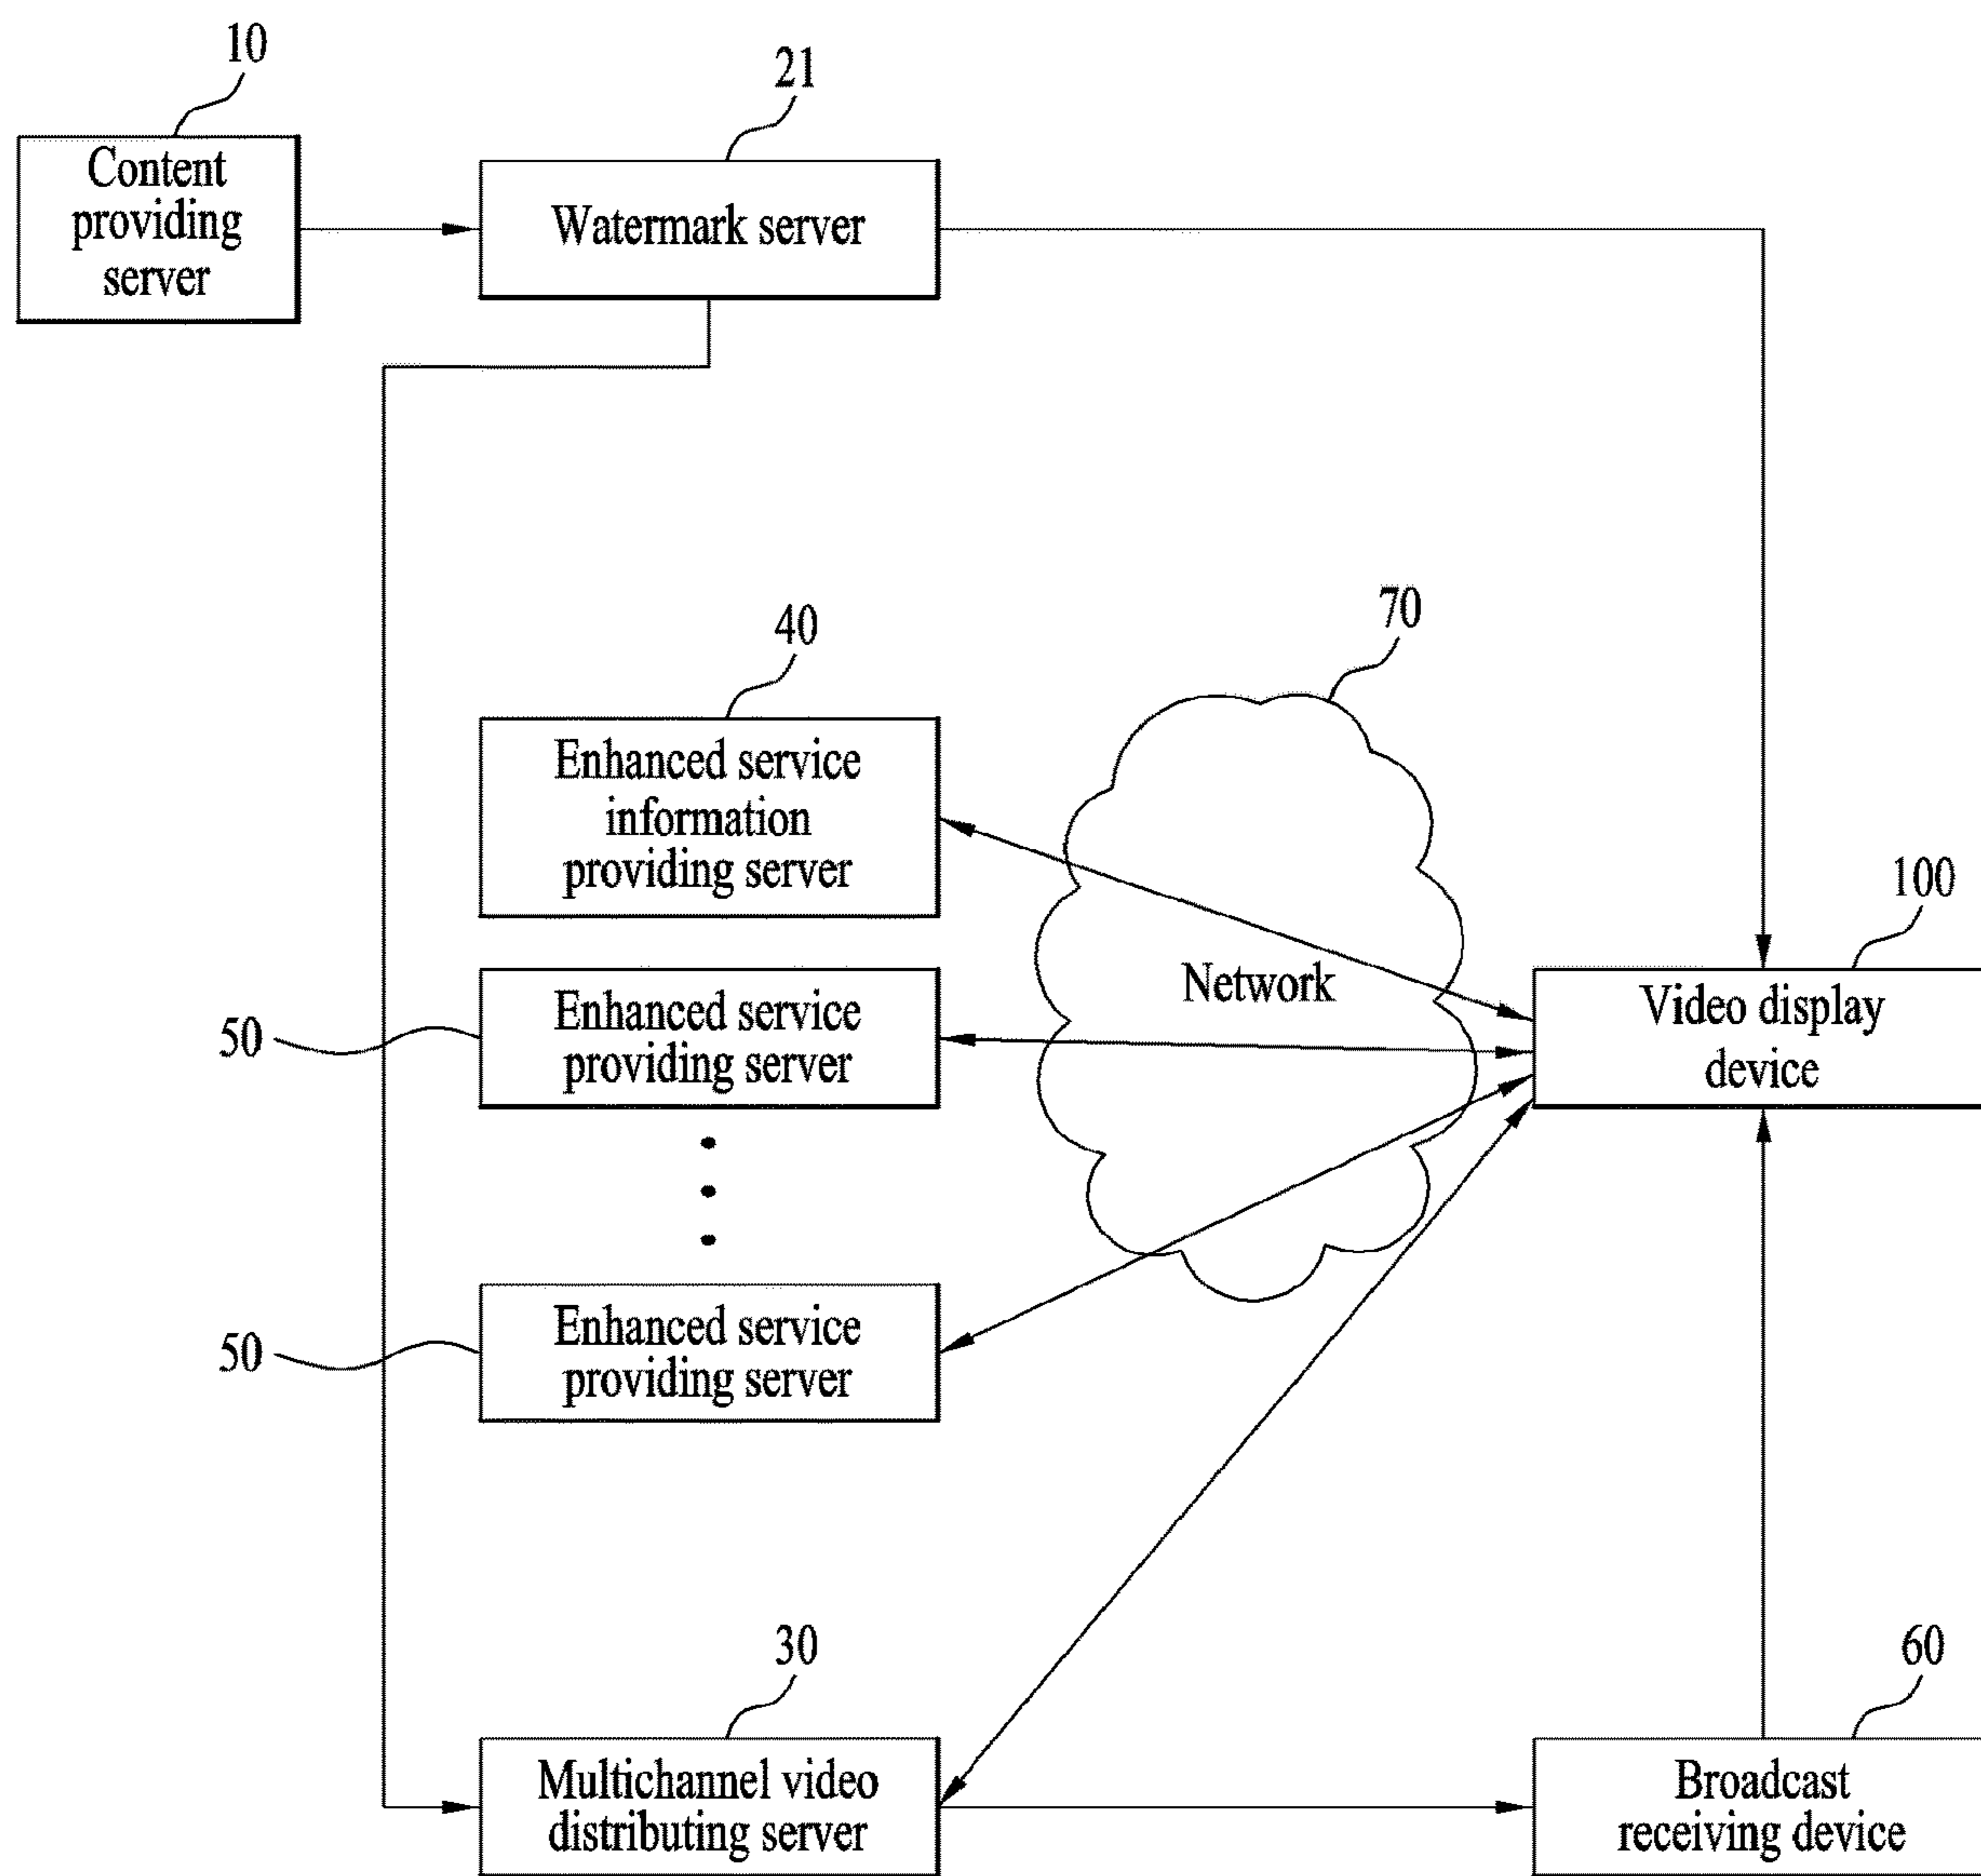 10
Content
providing
server
21
Watermark server
40
Enhanced service
information
providing server
70
Network
100
Video display
device
50
Enhanced service
providing server
50
Enhanced service
providing server
30
Multichannel video
distributing server
60
Broadcast
receiving device